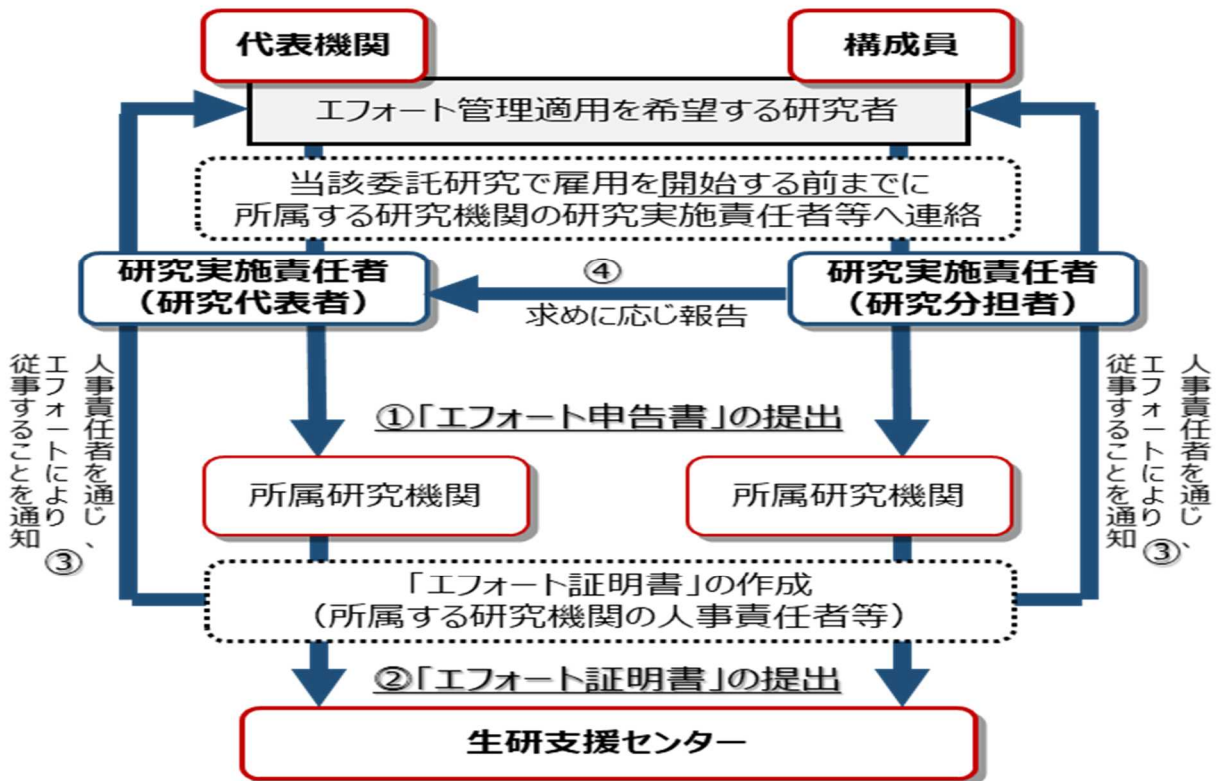 代表機関
構成員
エフォート管理適用を希望する研究者
当該委託研究で雇用を開始する前までに
所属する研究機関の研究実施責任者等へ連絡
研究実施責任者
(研究代表者)
④
求めに応じ報告
研究実施責任者
(研究分担者)
人事責任者を通じ、
エフォートにより
従事することを通知
③
人事責任者を通じ、
エフォートにより
従事することを通知
③
①「エフォート申告書」の提出
所属研究機関
所属研究機関
「エフォート証明書」の作成
(所属する研究機関の人事責任者等)
②「エフォート証明書」の提出
生研支援センター